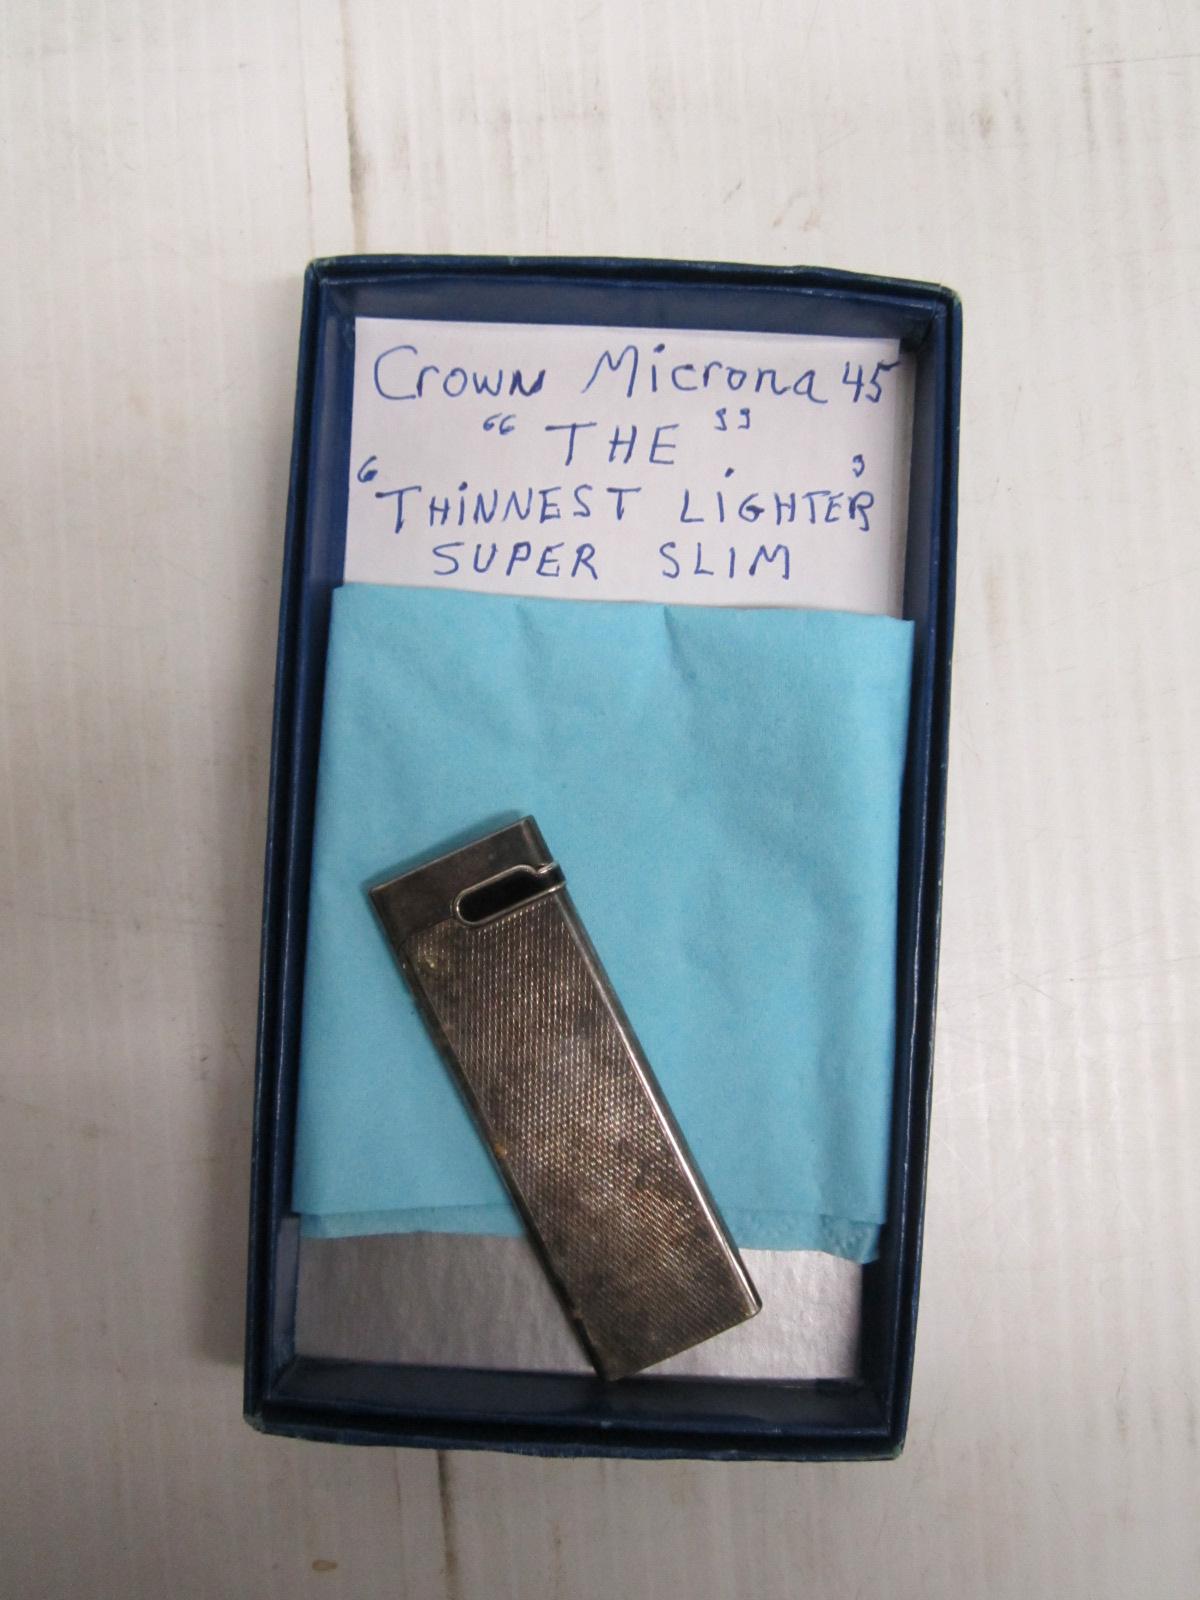 Crown Microna 45
“ THE ”
‘THiNNEST LiGHTER’
SUPER SLIM